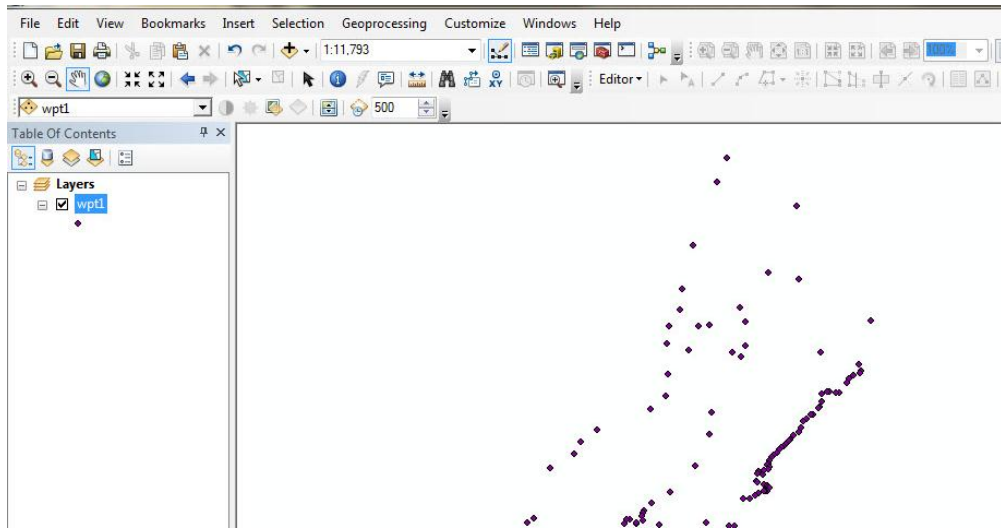 File Edit View Bookmarks Insert Selection Geoprocessing Customize Windows Help
1:11,793 100%
Editor
wpt1 500
Table Of Contents
Layers
wpt1